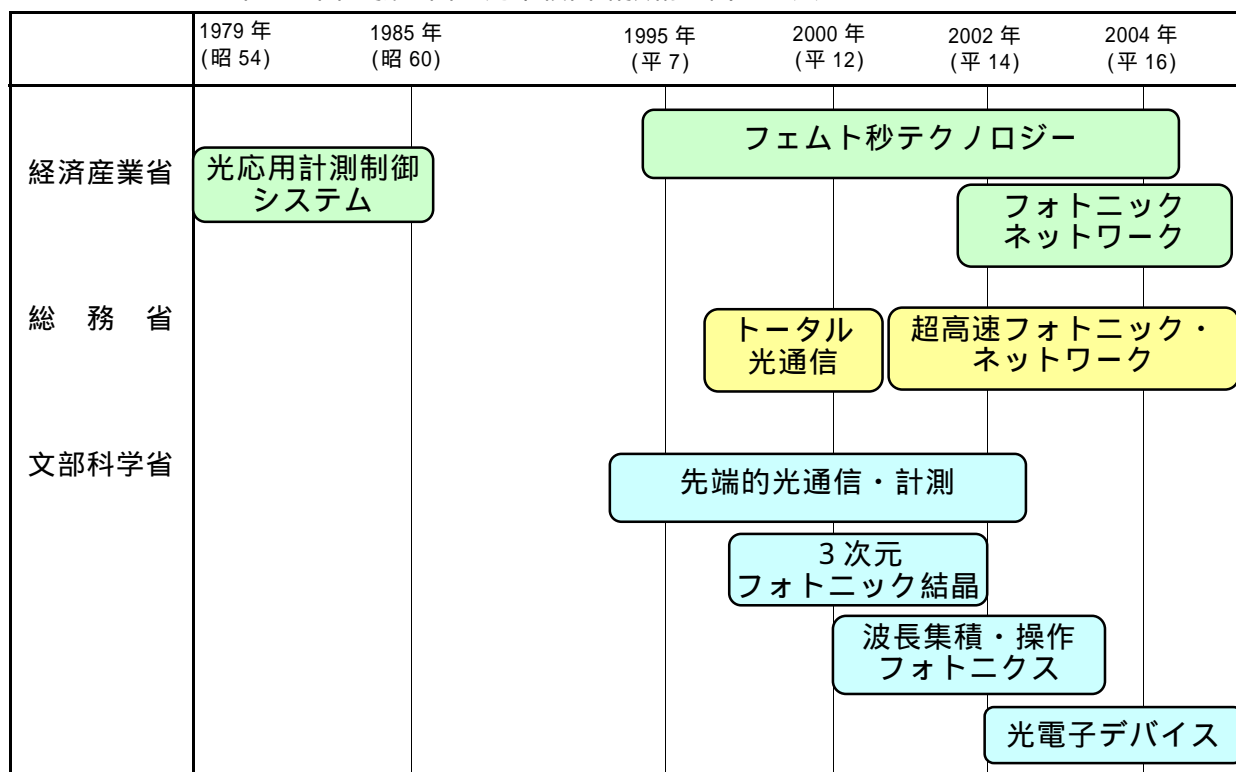 1979 年
(昭 54)
1985 年
(昭 60)
1995 年
(平 7)
2000 年
(平 12)
2002 年
(平 14)
2004 年
(平 16)
経済産業省
フェムト秒テクノロジー
光応用計測制御
システム
フォトニック
ネットワーク
総 務 省
トータル
光通信
超高速フォトニック・
ネットワーク
文部科学省
先端的光通信・計測
3 次元
フォトニック結晶
波長集積・操作
フォトニクス
光電子デバイス